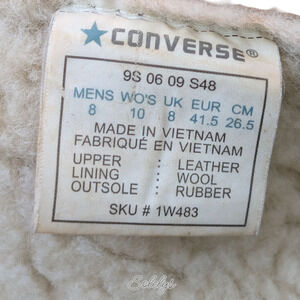 ★ CONVERSE®
9S 06 09 S48
MENS WO'S UK EUR CM
8 10 8 41.5 26.5
MADE IN VIETNAM
FABRIQUÉ EN VIETNAM
UPPER : LEATHER
LINING : WOOL
OUTSOLE : RUBBER
SKU # 1W483